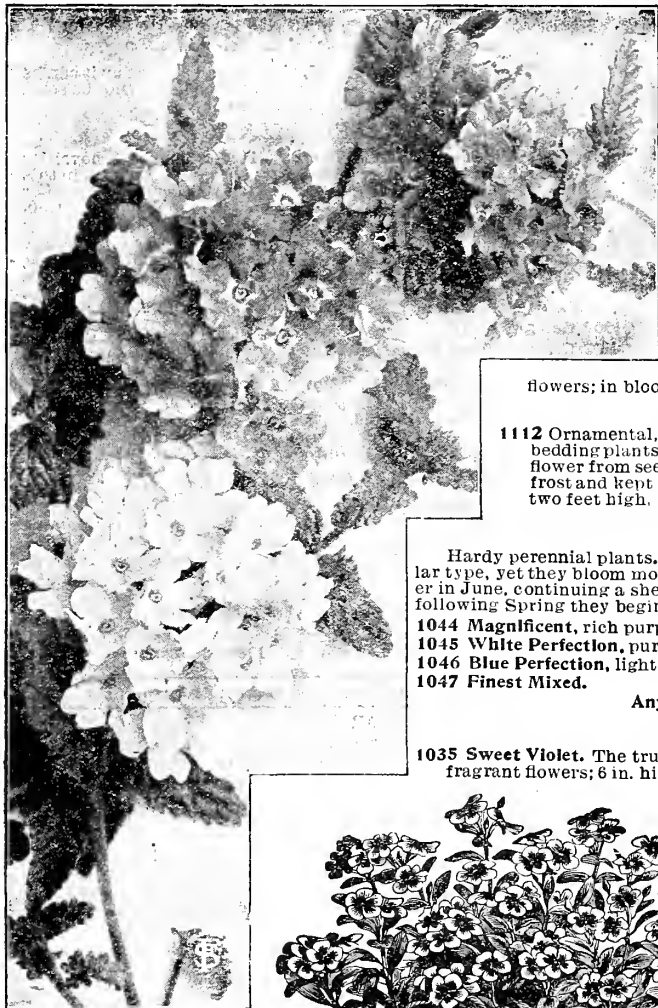 flowers; in bloo
1112 Ornamental,
bedding plants
flower from see
frost and kept
two feet high,
Hardy perennial plants.
lar type, yet they bloom mo
er in June, continuing a she
following Spring they begin
1044 Magnificent, rich purp
1045 White Perfection, pur
1046 Blue Perfection, light
1047 Finest Mixed.
An
1035 Sweet Violet. The tru
fragrant flowers; 6 in. hi